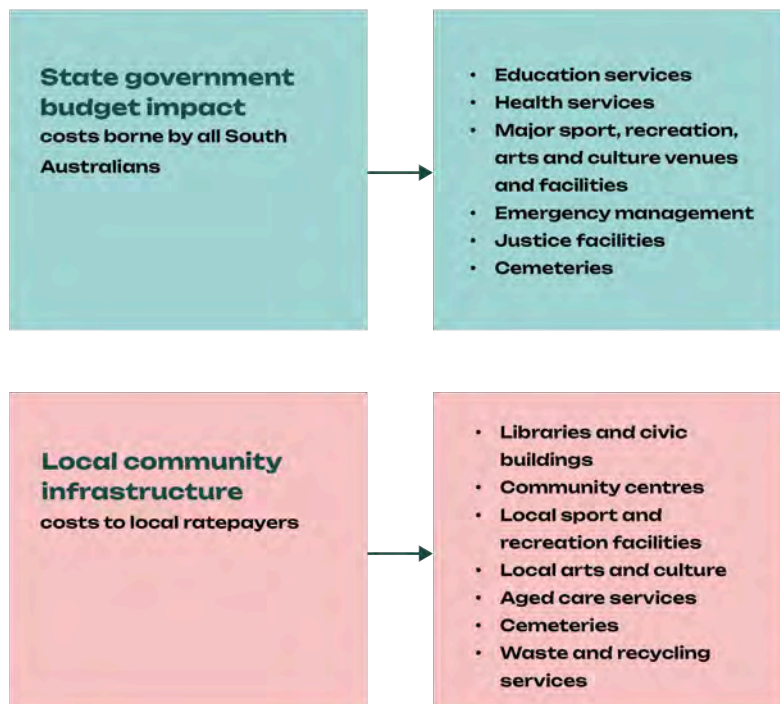 State government
budget impact
costs borne by all South
Australians
• Education services
• Health services
• Major sport, recreation,
arts and culture venues
and facilities
• Emergency management
• Justice facilities
• Cemeteries
Local community
infrastructure
costs to local ratepayers
• Libraries and civic
buildings
• Community centres
• Local sport and
recreation facilities
• Local arts and culture
• Aged care services
• Cemeteries
• Waste and recycling
services